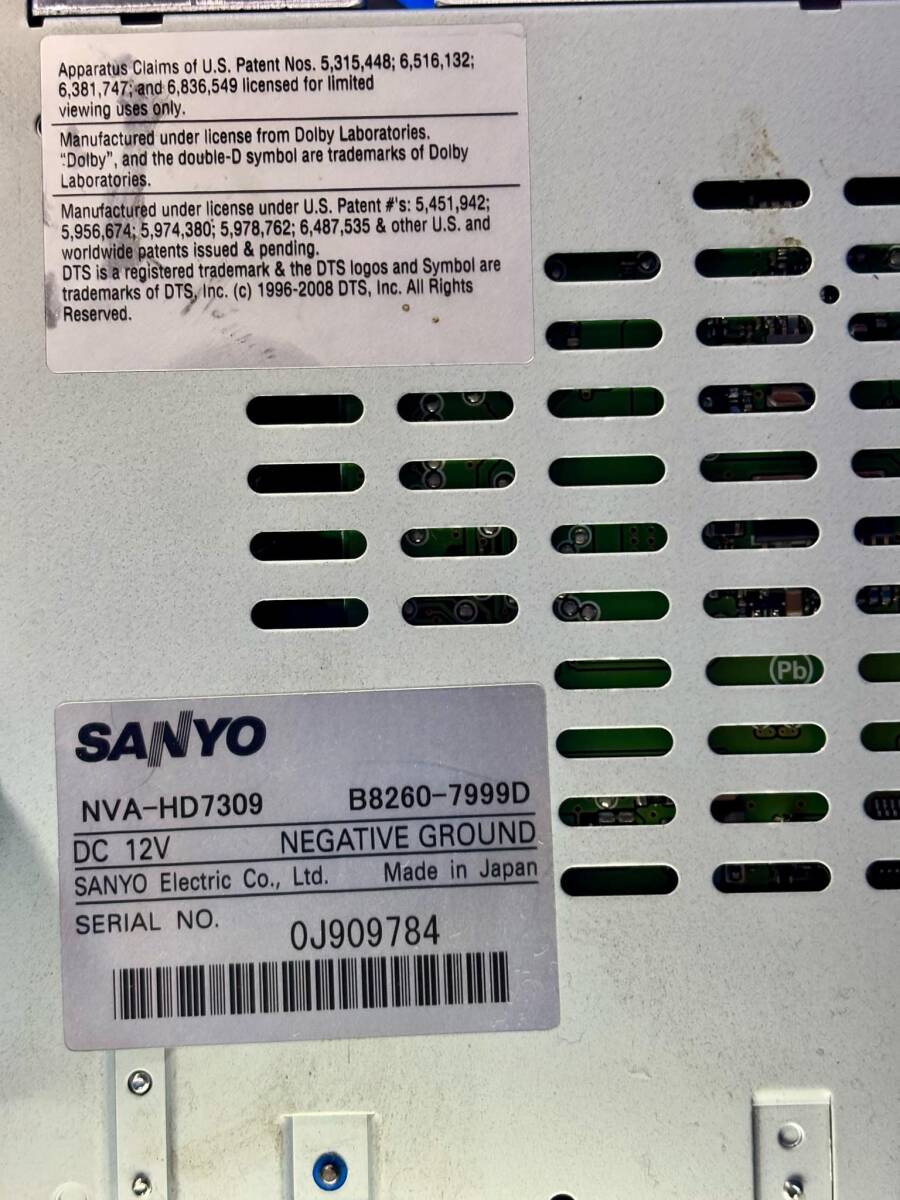 Apparatus Claims of U.S. Patent Nos. 5,315,448; 6,516,132;
6,381,747; and 6,836,549 licensed for limited
viewing uses only.
Manufactured under license from Dolby Laboratories.
“Dolby”, and the double-D symbol are trademarks of Dolby
Laboratories.
Manufactured under license under U.S. Patent #'s: 5,451,942;
5,956,674; 5,974,380; 5,978,762; 6,487,535 & other U.S. and
worldwide patents issued & pending.
DTS is a registered trademark & the DTS logos and Symbol are
trademarks of DTS, Inc. (c) 1996-2008 DTS, Inc. All Rights
Reserved.
Pb
SANYO
NVA-HD7309 B8260-7999D
DC 12V NEGATIVE GROUND
SANYO Electric Co., Ltd. Made in Japan
SERIAL NO.
0J909784